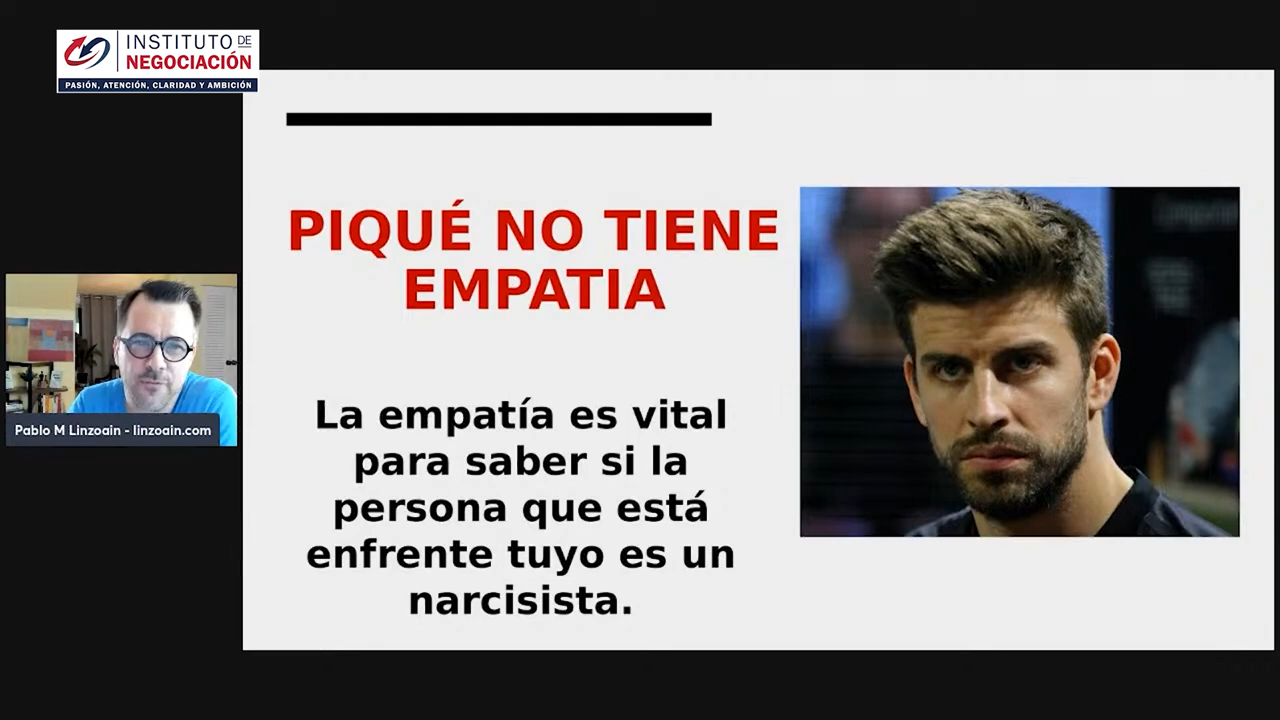 INSTITUTO DE
NEGOCIACIÓN
PASIÓN, ATENCIÓN, CLARIDAD Y AMBICIÓN
PIQUÉ NO TIENE
EMPATIA
La empatía es vital
para saber si la
persona que está
enfrente tuyo es un
narcisista.
Pablo M Linzoain - linzoain.com